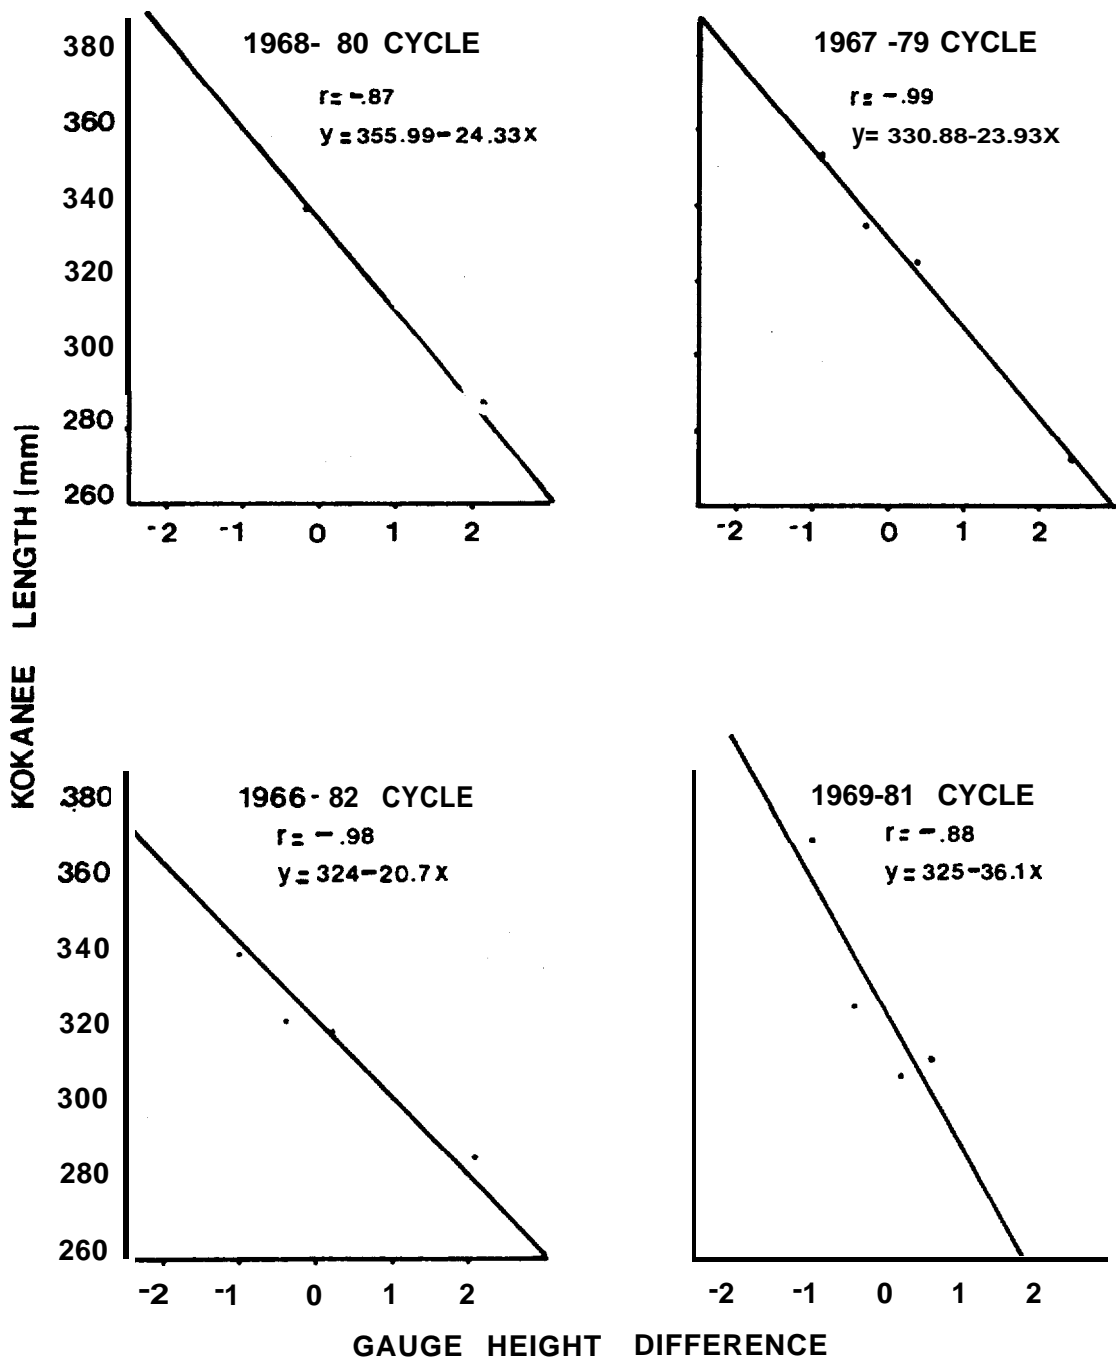 KOKANEE LENGTH (mm)
1968- 80 CYCLE
r= -.87
y = 355.99- 24.33X
380
360
340
320
300
280
260
-2 -1 0 1 2
1967 -79 CYCLE
r= -.99
y= 330.88-23.93X
-2 -1 0 1 2
1966- 82 CYCLE
r= -.98
y = 324-20.7X
380
360
340
320
300
280
260
-2 -1 0 1 2
1969-81 CYCLE
r= -.88
y = 325-36.1X
-2 -1 0 1 2
GAUGE HEIGHT DIFFERENCE